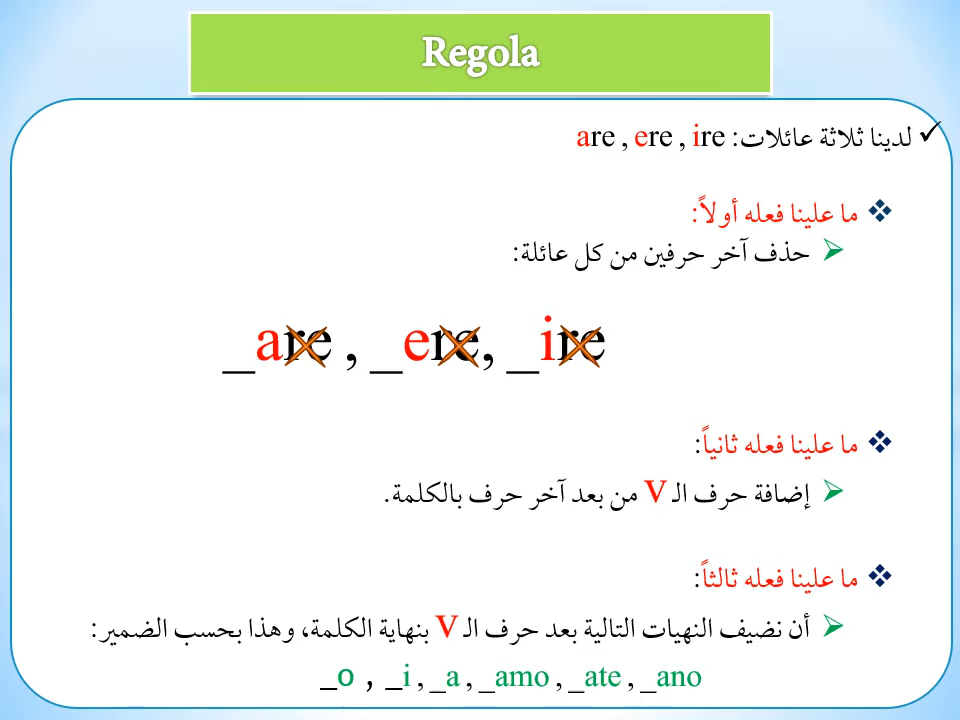 Regola
لدينا ثلاثة عائلات: are , ere , ire
ما علينا فعله أولاً:
حذف آخر حرفين من كل عائلة:
_are , _ere, _ire
ما علينا فعله ثانياً:
إضافة حرف الـ v من بعد آخر حرف بالكلمة.
ما علينا فعله ثالثاً:
أن نضيف النهيات التالية بعد حرف الـ v بنهاية الكلمة، وهذا بحسب الضمير:
_o , _i , _a , _amo , _ate , _ano